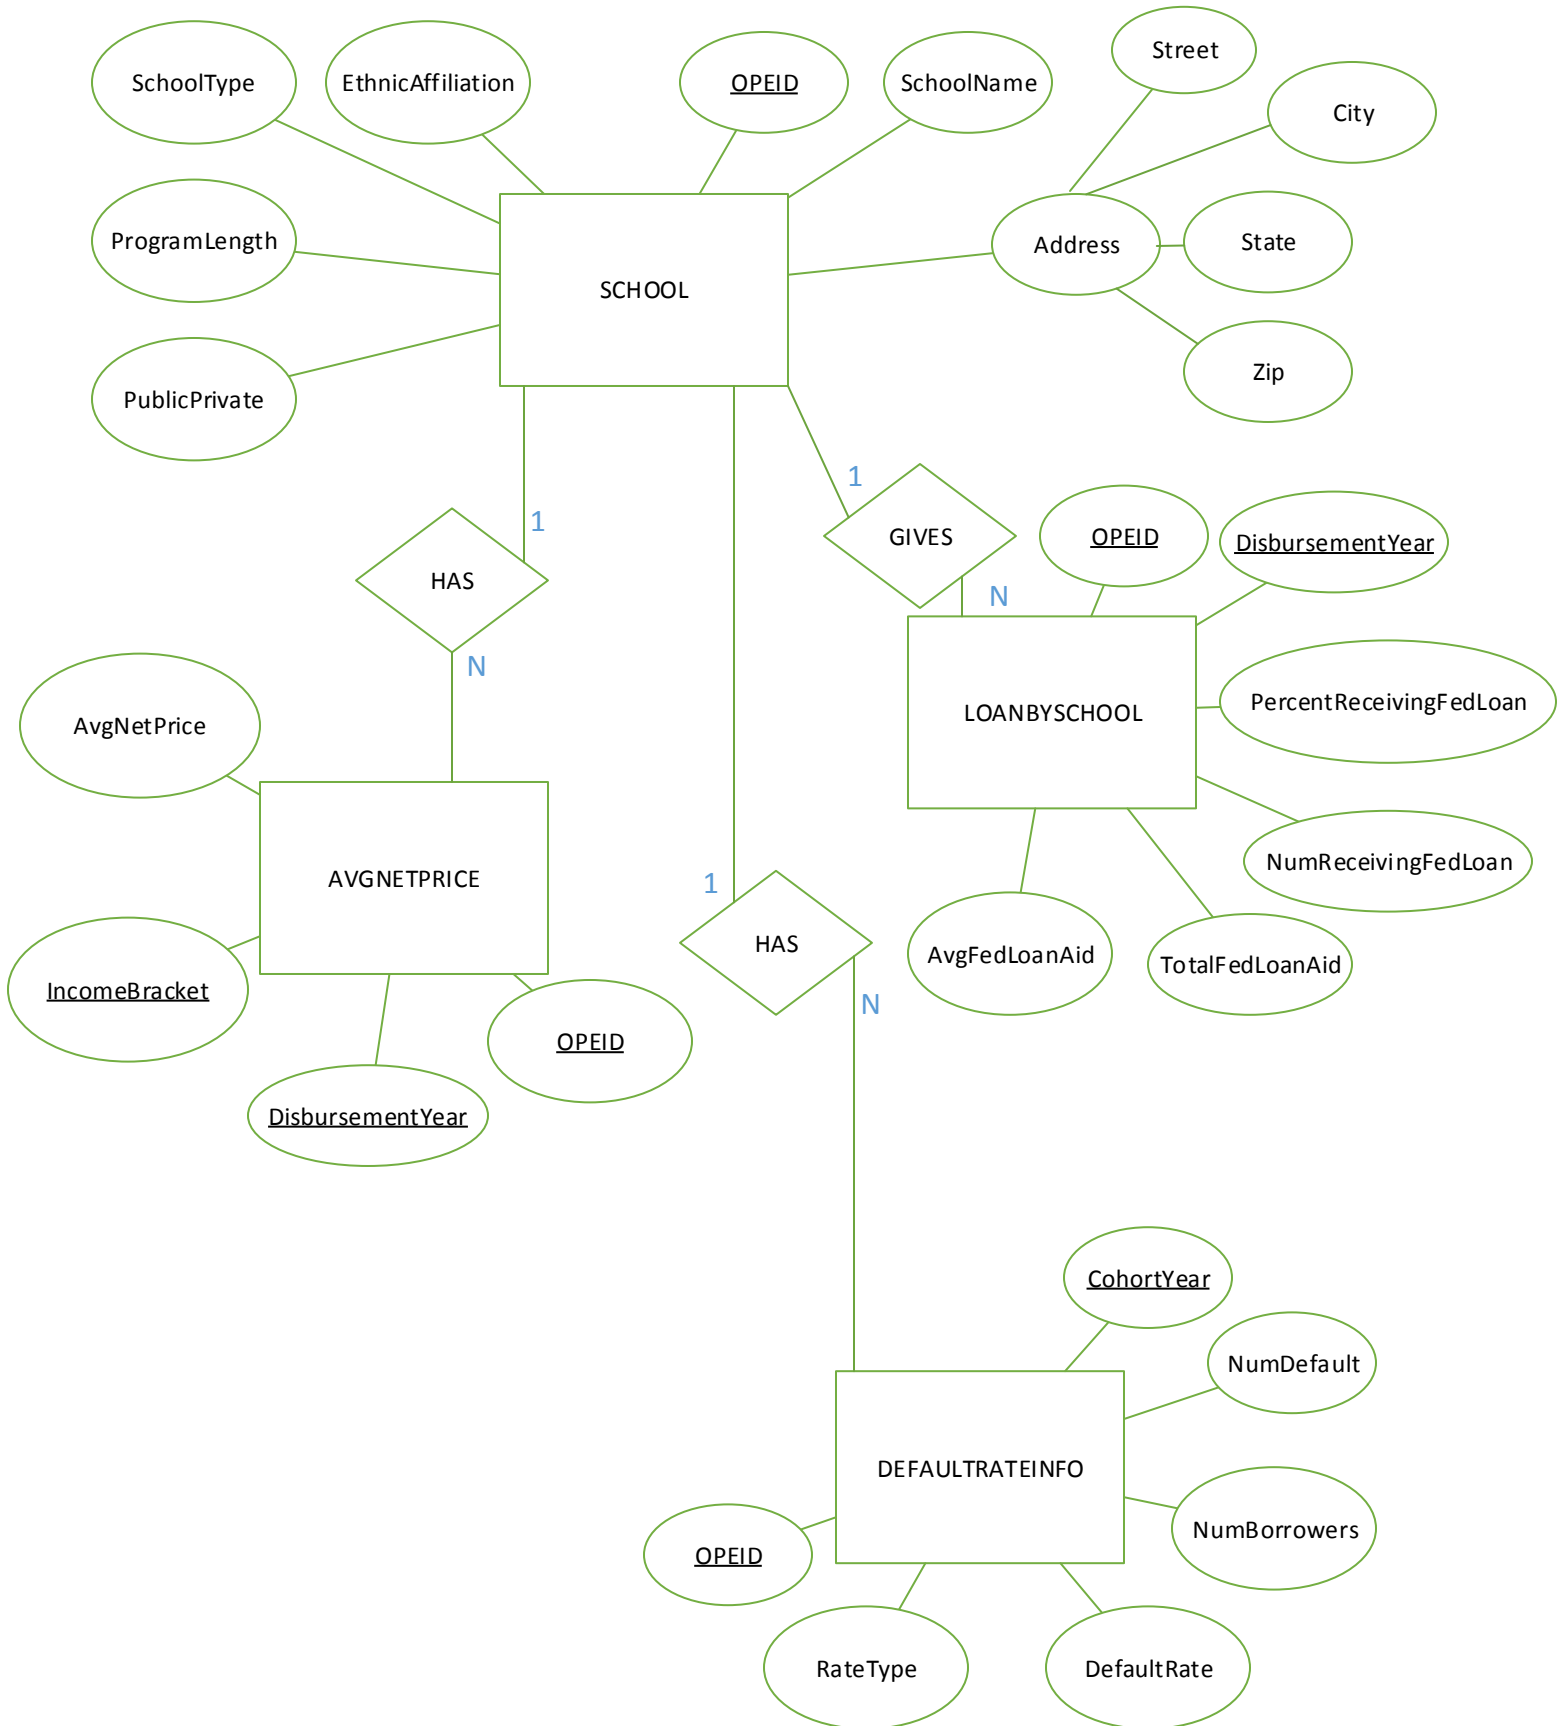 Street
SchoolType
EthnicAffiliation
OPEID
SchoolName
City
ProgramLength
Address
State
SCHOOL
PublicPrivate
Zip
1
1
HAS
GIVES
OPEID
DisbursementYear
N
N
AvgNetPrice
LOANBYSCHOOL
PercentReceivingFedLoan
AVGNETPRICE
1
NumReceivingFedLoan
HAS
AvgFedLoanAid
TotalFedLoanAid
IncomeBracket
N
OPEID
DisbursementYear
CohortYear
NumDefault
DEFAULTRATEINFO
NumBorrowers
OPEID
RateType
DefaultRate